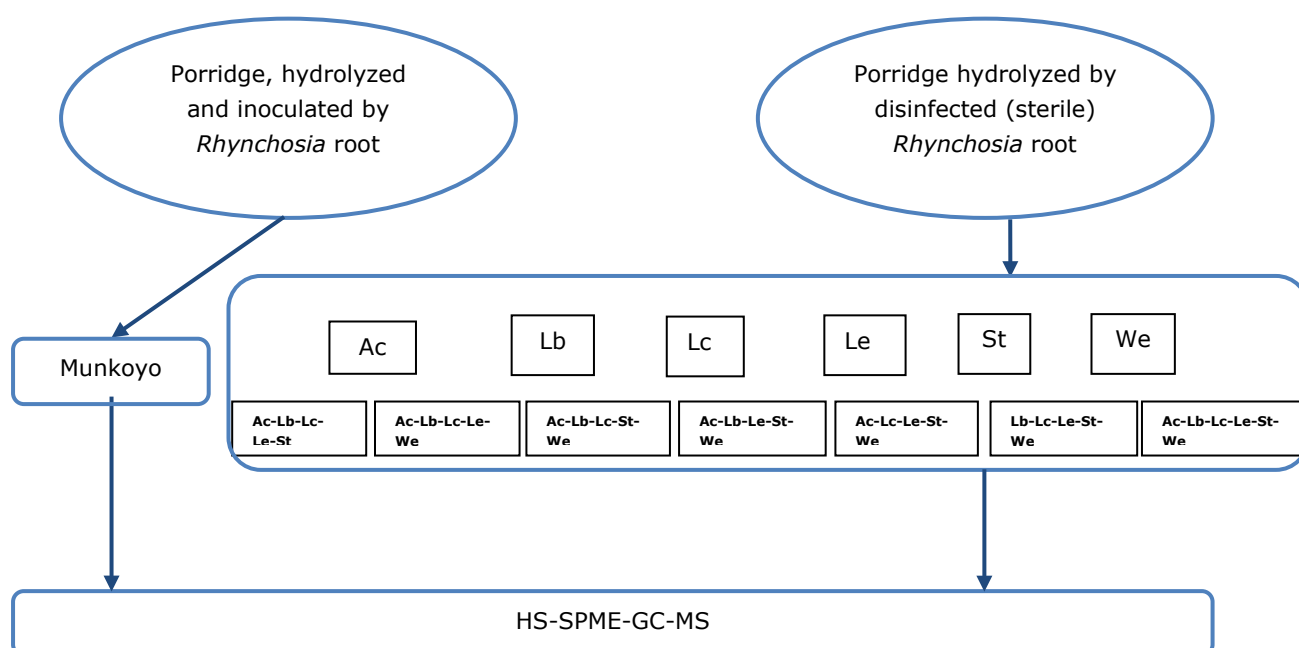 Porridge, hydrolyzed
and inoculated by
Rhynchosia root
Porridge hydrolyzed by
disinfected (sterile)
Rhynchosia root
Munkoyo
Ac
Lb
Lc
Le
St
We
Ac-Lb-Lc-
Le-St
Ac-Lb-Lc-Le-
We
Ac-Lb-Lc-St-
We
Ac-Lb-Le-St-
We
Ac-Lc-Le-St-
We
Lb-Lc-Le-St-
We
Ac-Lb-Lc-Le-St-
We
HS-SPME-GC-MS